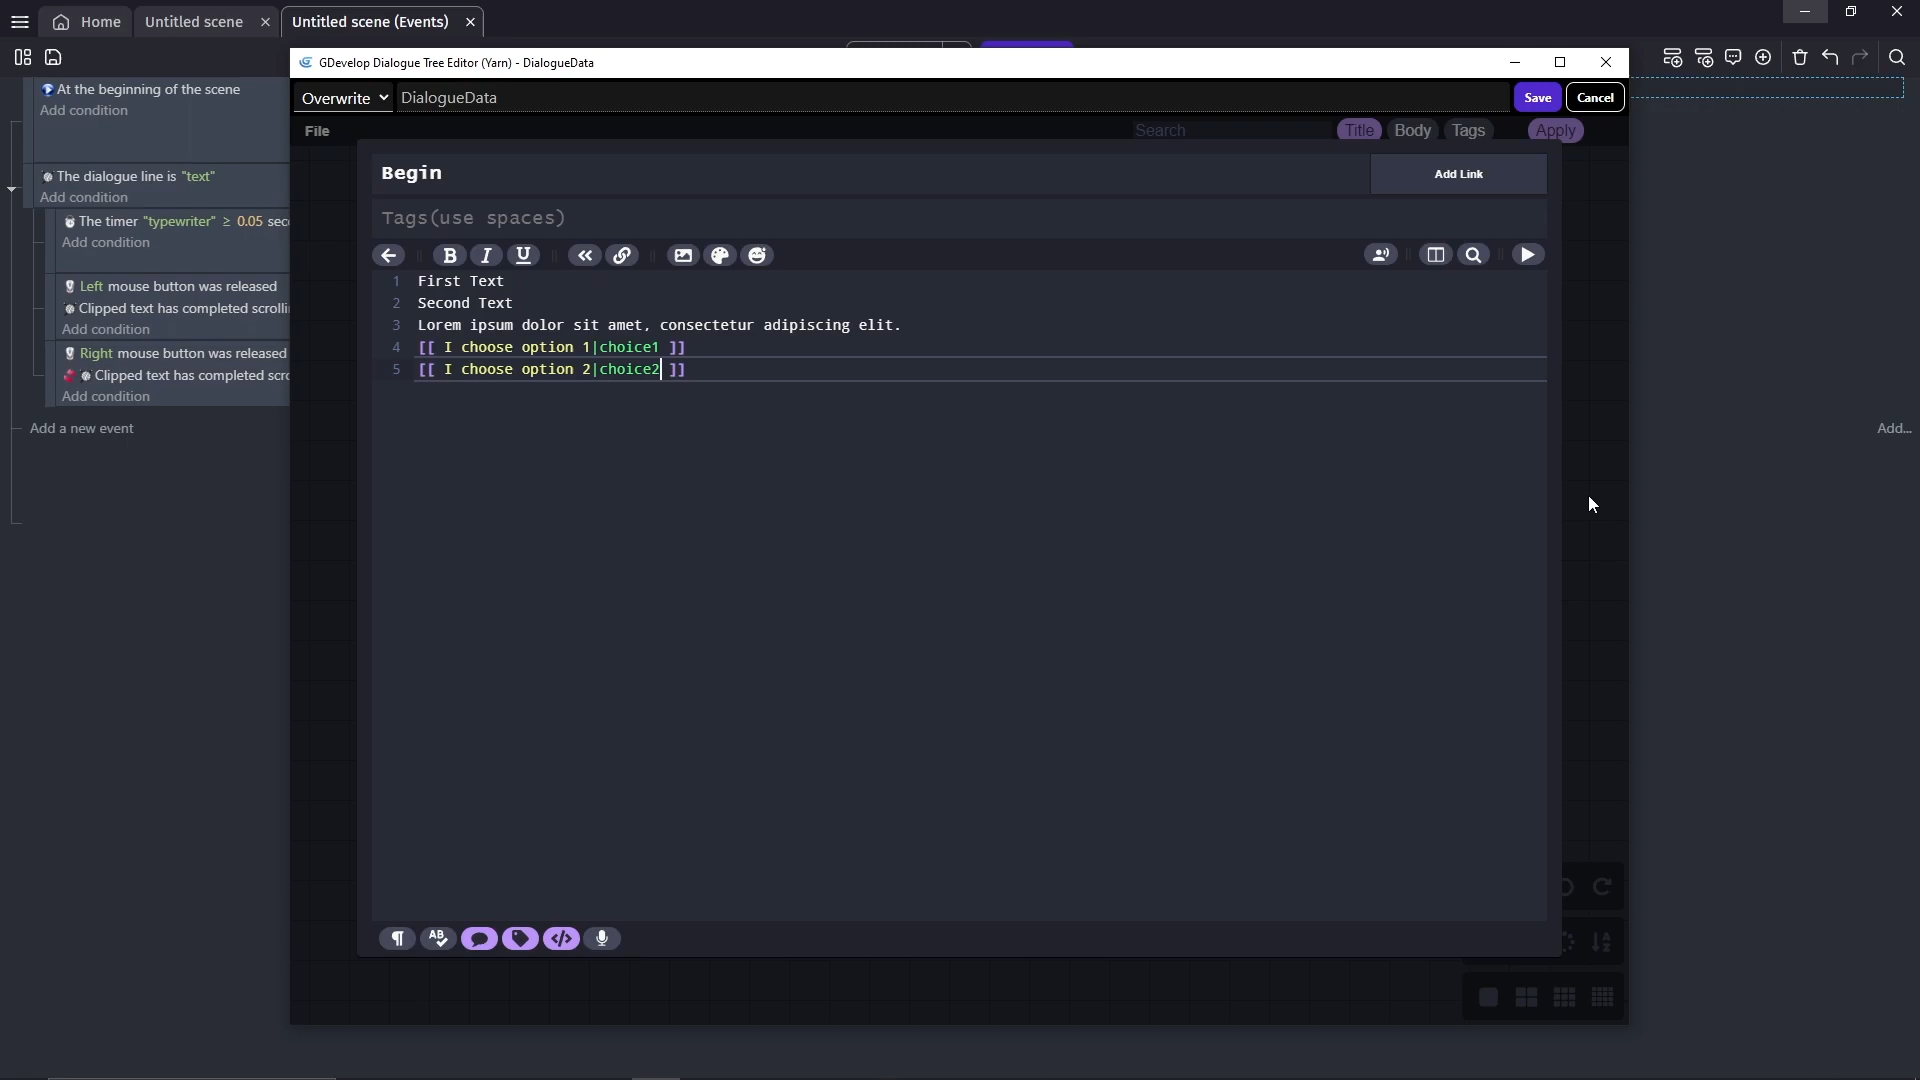 Home
Untitled scene
Untitled scene (Events)
GDevelop Dialogue Tree Editor (Yarn) - DialogueData
Overwrite
DialogueData
Save
Cancel
File
Search
Title
Body
Tags
Apply
Begin
Add Link
Tags(use spaces)
B I U
1 First Text
2 Second Text
3 Lorem ipsum dolor sit amet, consectetur adipiscing elit.
4 [[ I choose option 1|choice1 ]]
5 [[ I choose option 2|choice2 ]]
At the beginning of the scene
Add condition
The dialogue line is "text"
Add condition
The timer "typewriter" ≥ 0.05 sec
Add condition
Left mouse button was released
Clipped text has completed scrolli
Add condition
Right mouse button was released
Clipped text has completed scr
Add condition
Add a new event
Add...